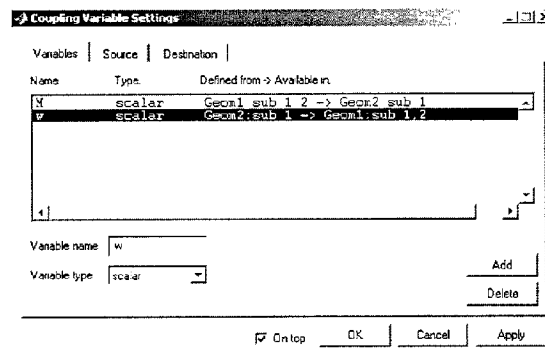 Coupling Variable Settings
Variables Source Destination
Name Type. Defined from -> Available in.
M scalar Geom1 sub 1 2 -> Geom2 sub 1
w scalar Geom2:sub 1 -> Geom1:sub 1,2
Variable name w
Variable type scalar
Add
Delete
On top OK Cancel Apply